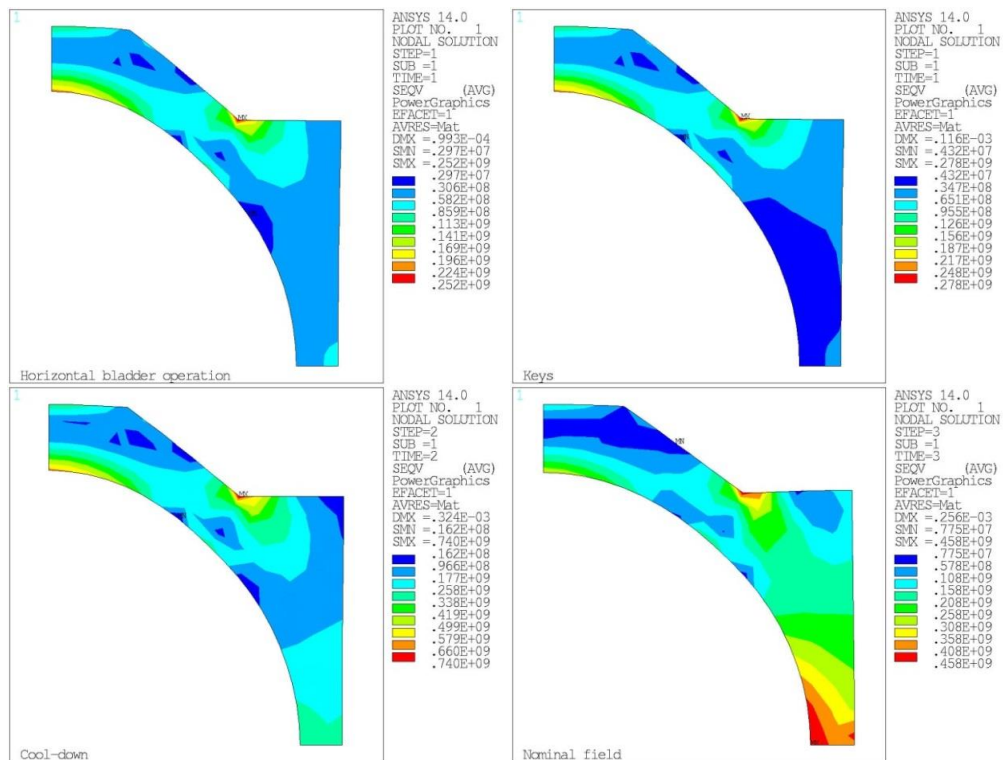 1
MX
Horizontal bladder operation
ANSYS 14.0
PLOT NO. 1
NODAL SOLUTION
STEP=1
SUB =1
TIME=1
SEQV (AVG)
PowerGraphics
EFACET=1
AVRES=Mat
DMX =.993E-04
SMN =.297E+07
SMX =.252E+09
.297E+07
.306E+08
.582E+08
.859E+08
.113E+09
.141E+09
.169E+09
.196E+09
.224E+09
.252E+09
1
MX
Keys
ANSYS 14.0
PLOT NO. 1
NODAL SOLUTION
STEP=1
SUB =1
TIME=1
SEQV (AVG)
PowerGraphics
EFACET=1
AVRES=Mat
DMX =.116E-03
SMN =.432E+07
SMX =.278E+09
.432E+07
.347E+08
.651E+08
.955E+08
.126E+09
.156E+09
.187E+09
.217E+09
.248E+09
.278E+09
1
MX
Cool-down
ANSYS 14.0
PLOT NO. 1
NODAL SOLUTION
STEP=2
SUB =1
TIME=2
SEQV (AVG)
PowerGraphics
EFACET=1
AVRES=Mat
DMX =.324E-03
SMN =.162E+08
SMX =.740E+09
.162E+08
.966E+08
.177E+09
.258E+09
.338E+09
.419E+09
.499E+09
.579E+09
.660E+09
.740E+09
1
MN
Nominal field
ANSYS 14.0
PLOT NO. 1
NODAL SOLUTION
STEP=3
SUB =1
TIME=3
SEQV (AVG)
PowerGraphics
EFACET=1
AVRES=Mat
DMX =.256E-03
SMN =.775E+07
SMX =.458E+09
.775E+07
.578E+08
.108E+09
.158E+09
.208E+09
.258E+09
.308E+09
.358E+09
.408E+09
.458E+09